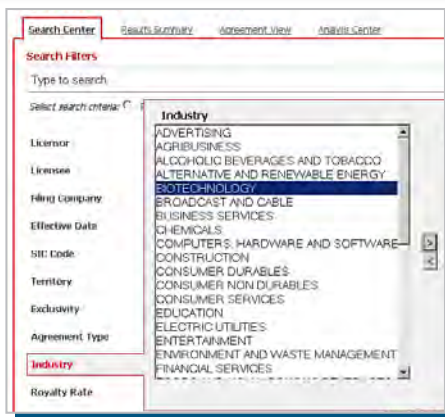 Search Center Results Summary Agreement View Analysis Center
Search Filters
Type to search
Select search criteria:
Industry
ADVERTISING
AGRIBUSINESS
ALCOHOLIC BEVERAGES AND TOBACCO
ALTERNATIVE AND RENEWABLE ENERGY
BIOTECHNOLOGY
BROADCAST AND CABLE
BUSINESS SERVICES
CHEMICALS
COMPUTERS, HARDWARE AND SOFTWARE
CONSTRUCTION
CONSUMER DURABLES
CONSUMER NON DURABLES
CONSUMER SERVICES
EDUCATION
ELECTRIC UTILITIES
ENTERTAINMENT
ENVIRONMENT AND WASTE MANAGEMENT
FINANCIAL SERVICES
>
<
Licensor
Licensee
Filing Company
Effective Date
SIC Code
Territory
Exclusivity
Agreement Type
Industry
Royalty Rate